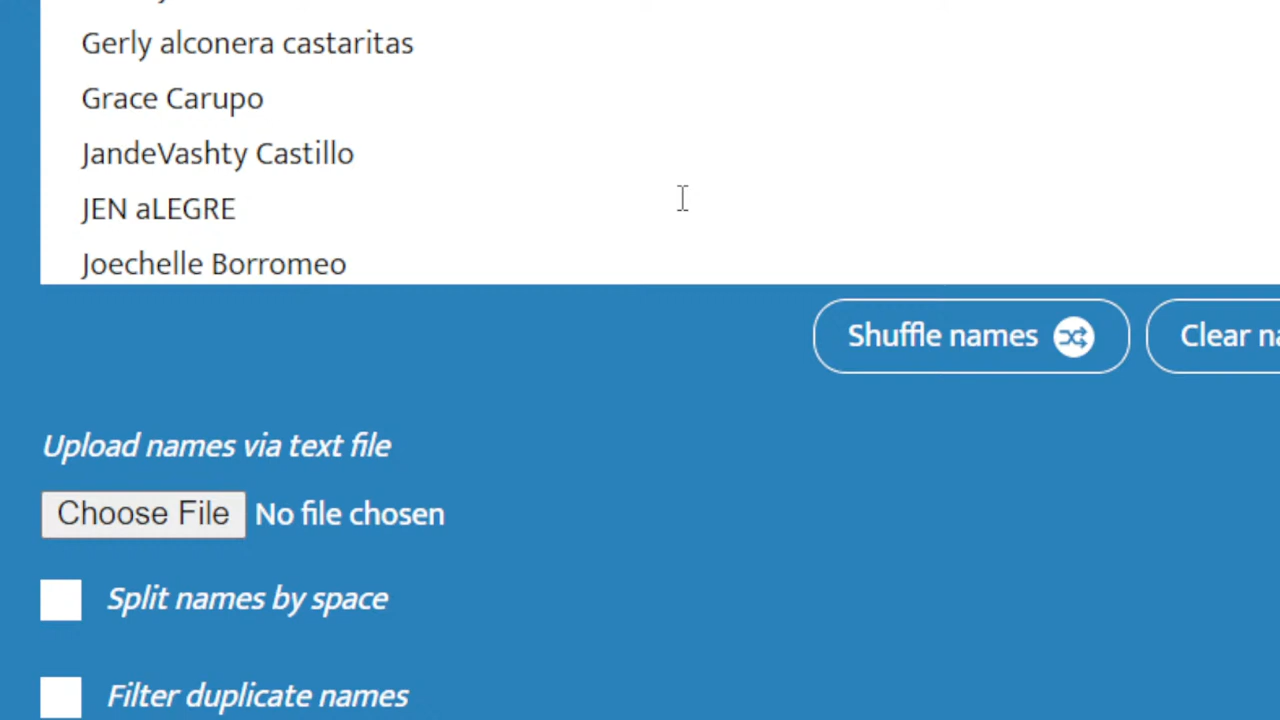 Gerly alconera castaritas
Grace Carupo
JandeVashty Castillo
JEN aLEGRE
Joechelle Borromeo
Shuffle names
Clear
Upload names via text file
Choose File No file chosen
Split names by space
Filter duplicate names